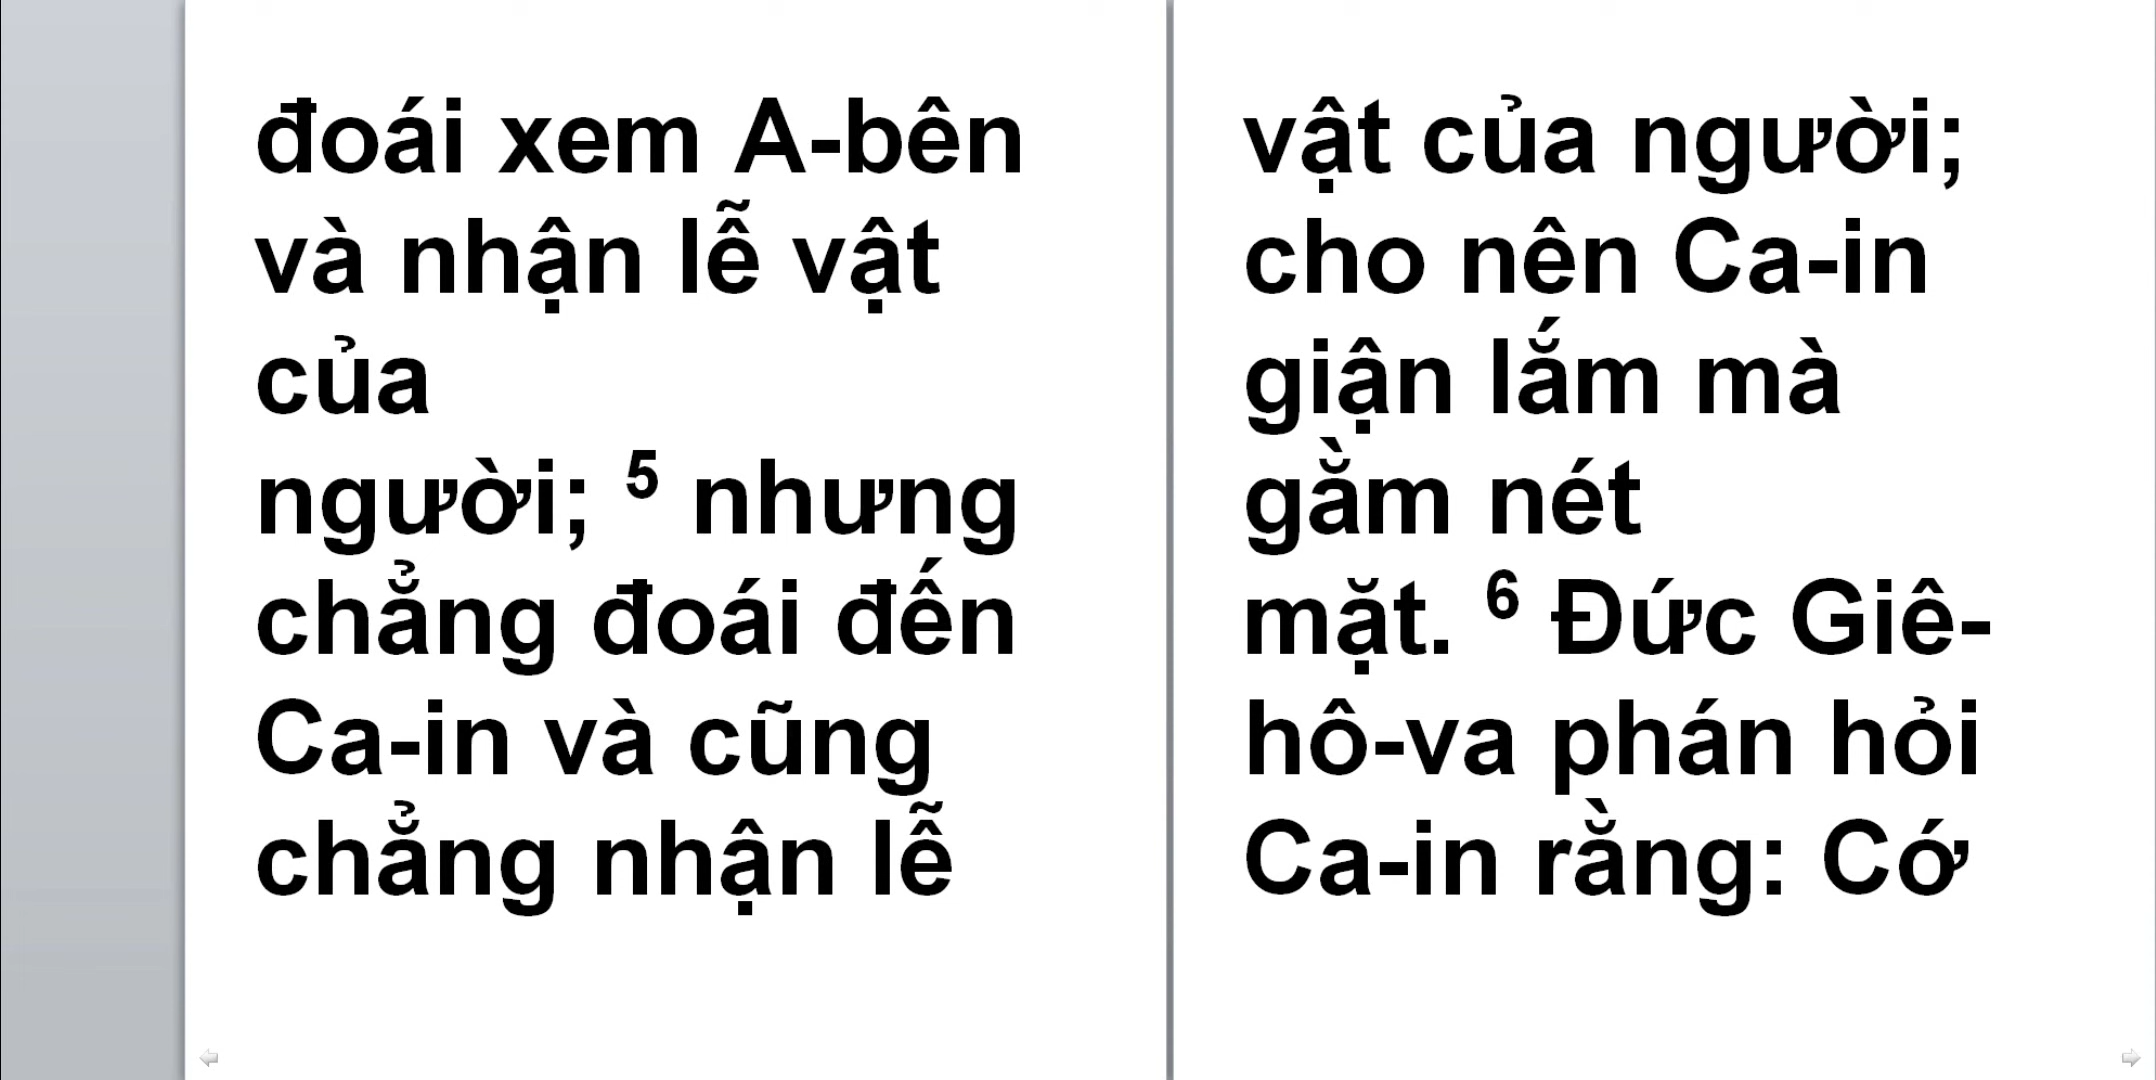 đoái xem A-bên
và nhận lễ vật
của
người; ⁵ nhưng
chẳng đoái đến
Ca-in và cũng
chẳng nhận lễ
vật của người;
cho nên Ca-in
giận lắm mà
gằm nét
mặt. ⁶ Đức Giê-
hô-va phán hỏi
Ca-in rằng: Cớ